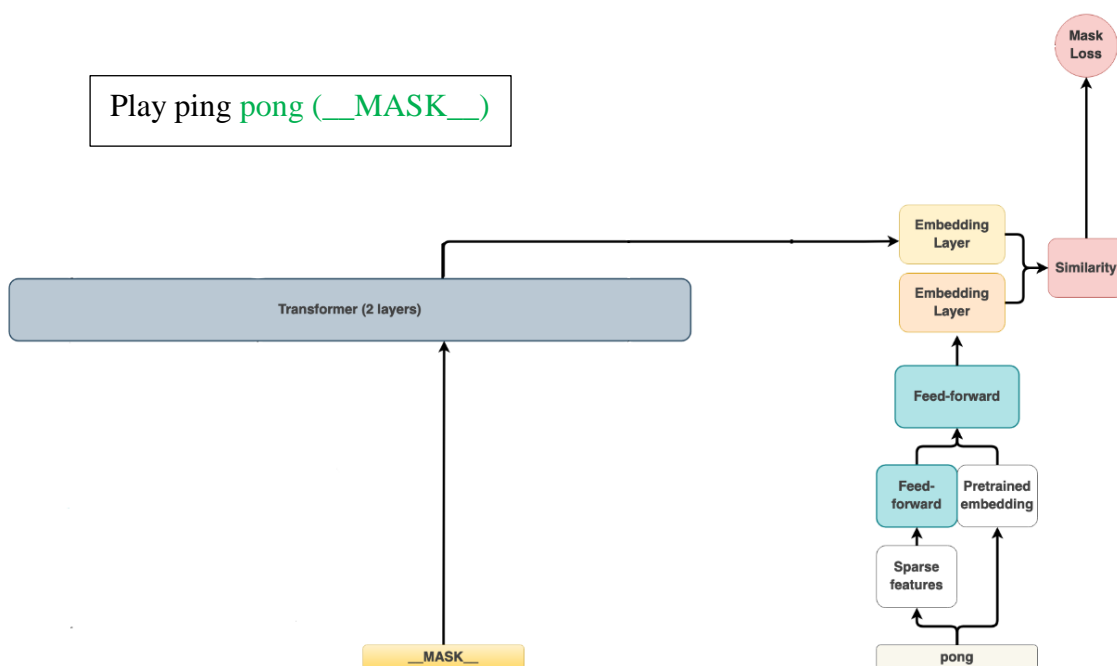 Mask
Loss
Play ping pong (__MASK__)
Embedding
Layer
Similarity
Transformer (2 layers)
Embedding
Layer
Feed-forward
Feed-
forward
Pretrained
embedding
Sparse
features
__MASK__
pong